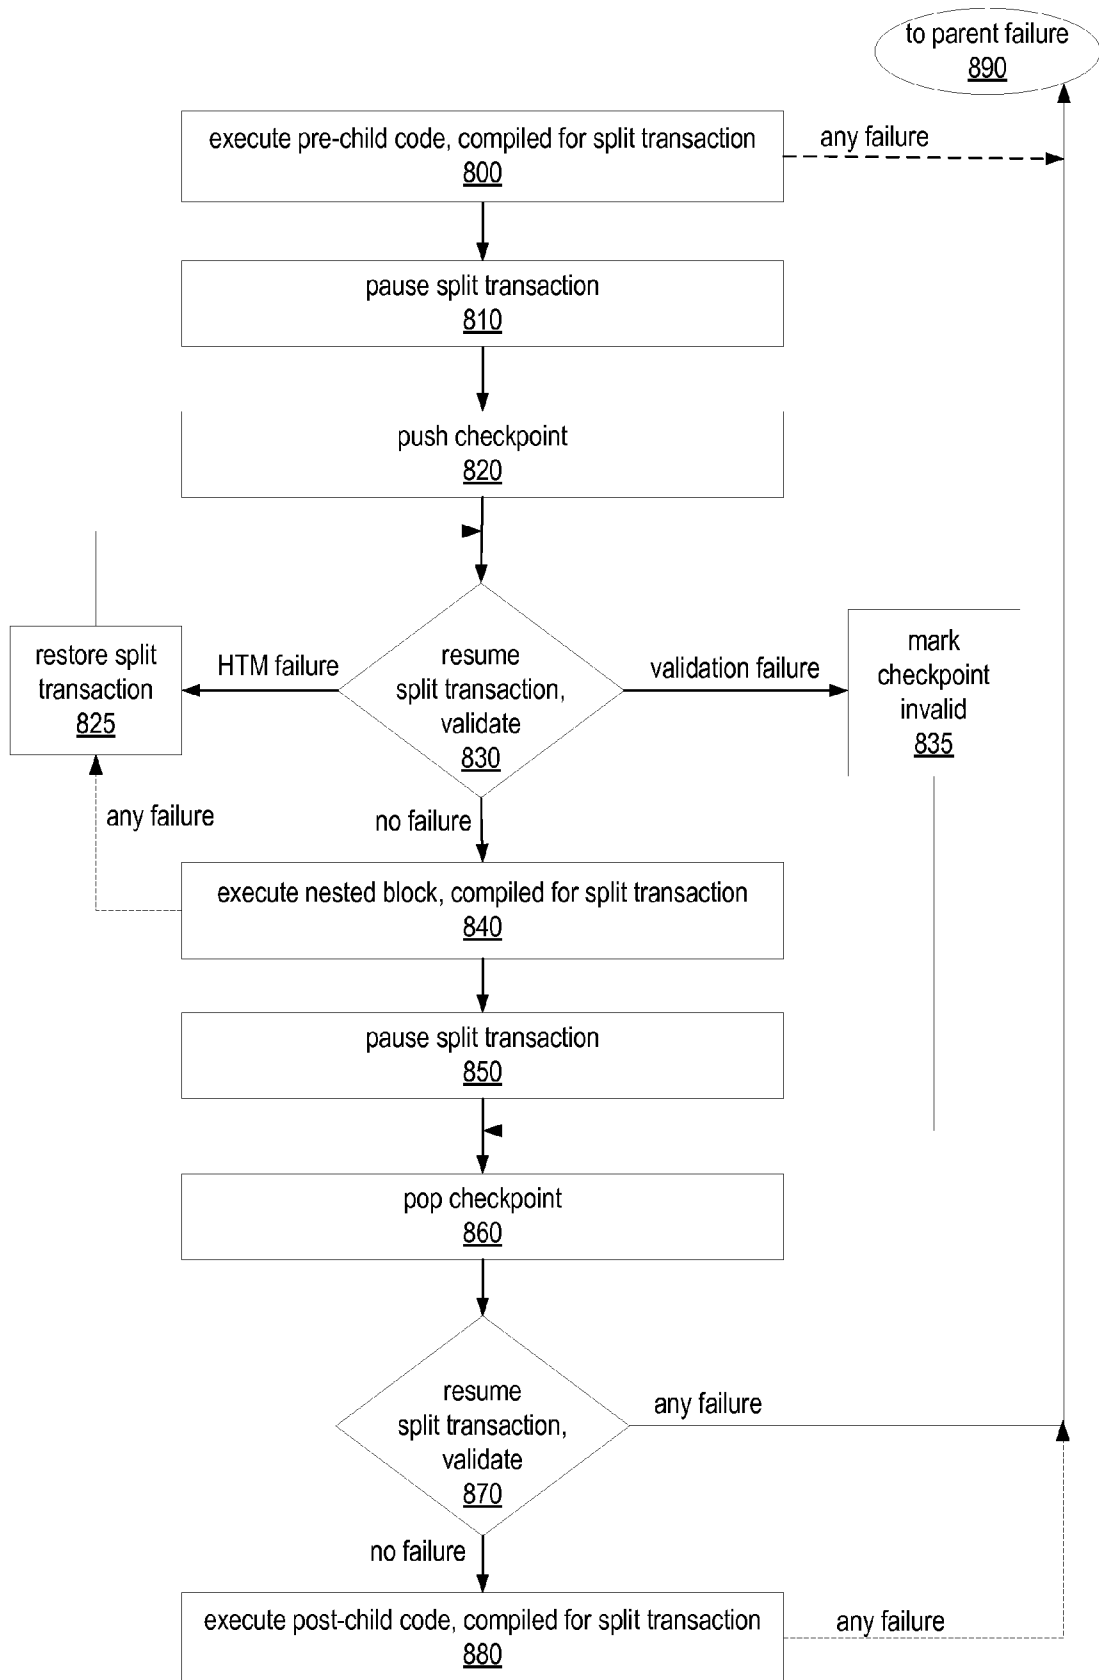 to parent failure
890
execute pre-child code, compiled for split transaction
800
any failure
pause split transaction
810
push checkpoint
820
restore split
transaction
825
HTM failure
resume
split transaction,
validate
830
validation failure
mark
checkpoint
invalid
835
any failure
no failure
execute nested block, compiled for split transaction
840
pause split transaction
850
pop checkpoint
860
resume
split transaction,
validate
870
any failure
no failure
execute post-child code, compiled for split transaction
880
any failure